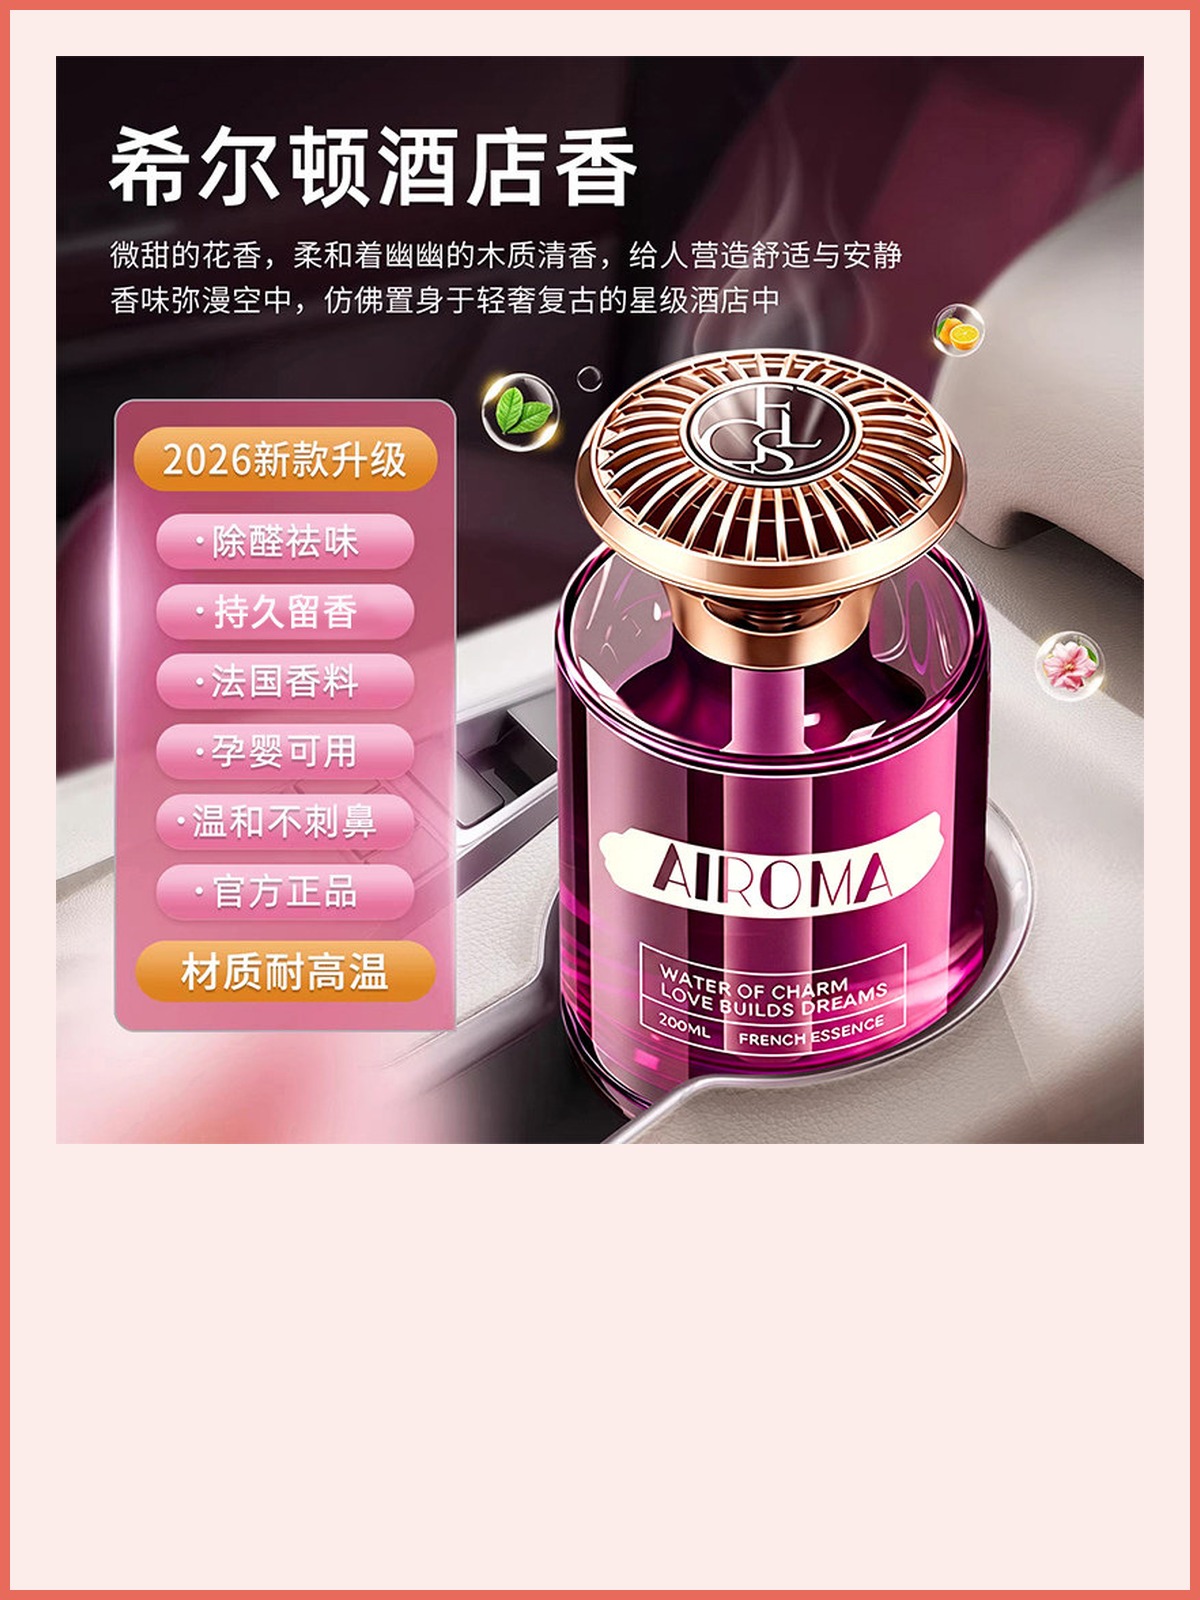 希尔顿酒店香
微甜的花香，柔和着幽幽的木质清香，给人营造舒适与安静
香味弥漫空中，仿佛置身于轻奢复古的星级酒店中
2026新款升级
·除醛祛味
·持久留香
·法国香料
·孕婴可用
·温和不刺鼻
·官方正品
材质耐高温
AIROMA
WATER OF CHARM
LOVE BUILDS DREAMS
200ML
FRENCH ESSENCE